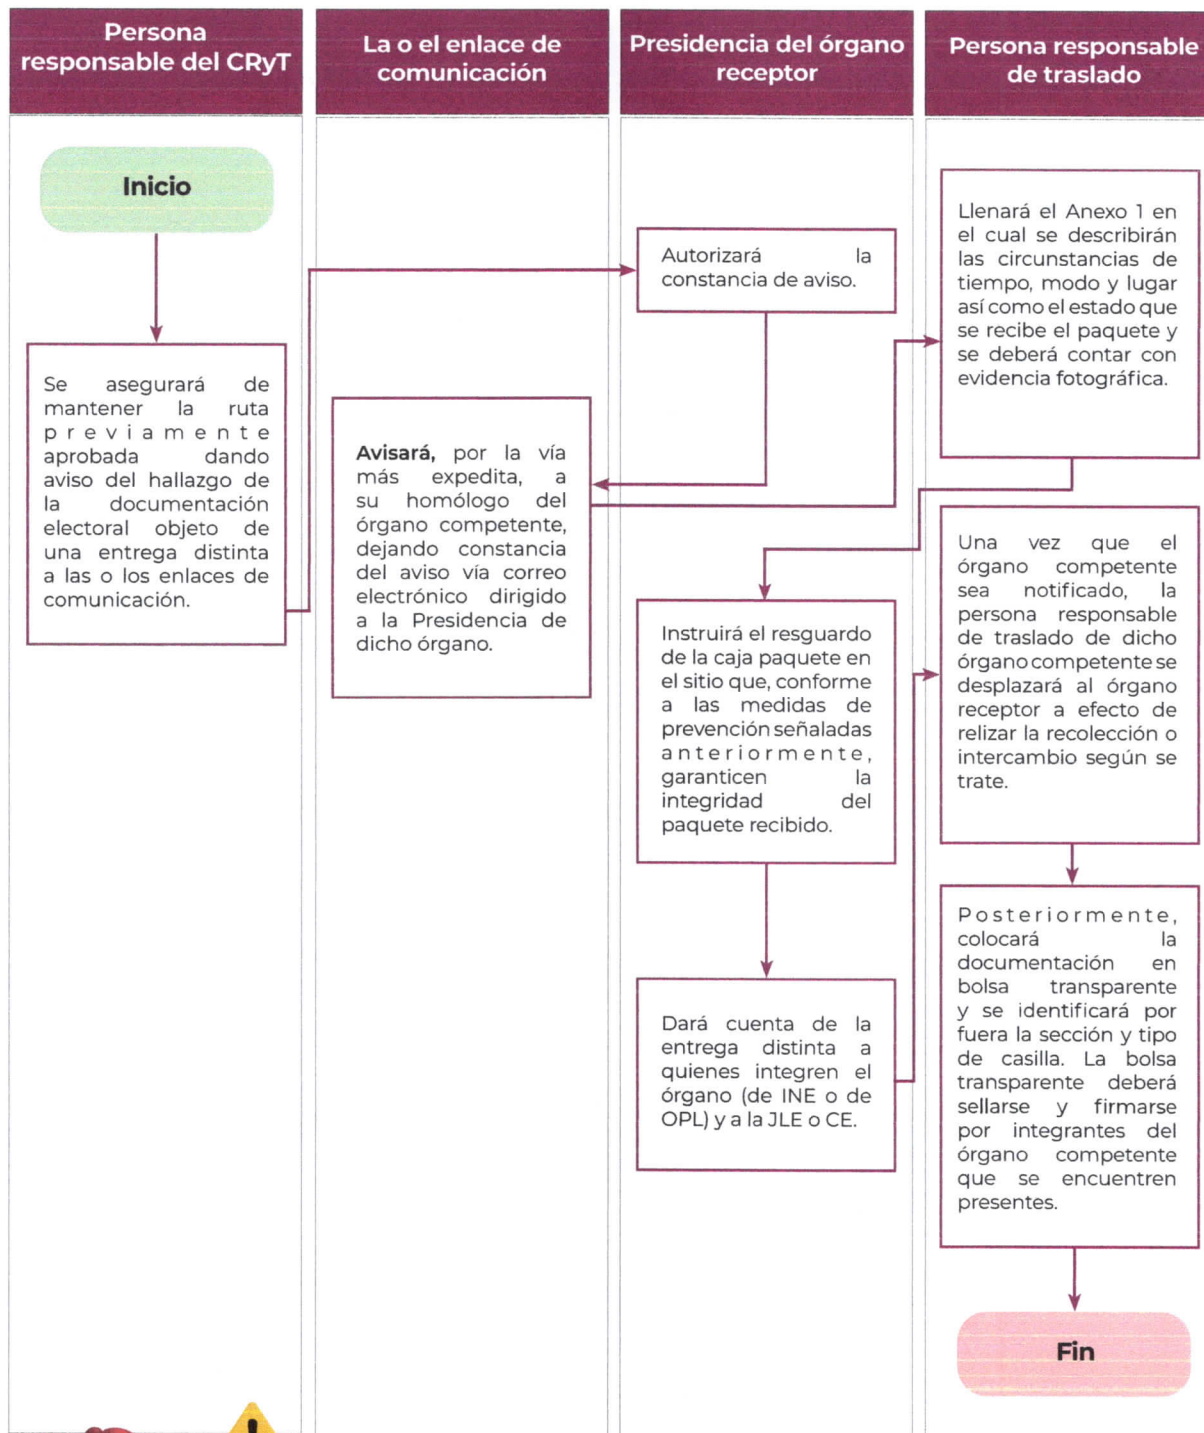 Persona
responsable del CRyT
La o el enlace de
comunicación
Presidencia del órgano
receptor
Persona responsable
de traslado
Inicio
Se asegurará de
mantener la ruta
previamente
aprobada dando
aviso del hallazgo de
la documentación
electoral objeto de
una entrega distinta
a las o los enlaces de
comunicación.
Avisará, por la vía
más expedita, a
su homólogo del
órgano competente,
dejando constancia
del aviso vía correo
electrónico dirigido
a la Presidencia de
dicho órgano.
Autorizará la
constancia de aviso.
Instruirá el resguardo
de la caja paquete en
el sitio que, conforme
a las medidas de
prevención señaladas
anteriormente,
garanticen la
integridad del
paquete recibido.
Dará cuenta de la
entrega distinta a
quienes integren el
órgano (de INE o de
OPL) y a la JLE o CE.
Llenará el Anexo 1 en
el cual se describirán
las circunstancias de
tiempo, modo y lugar
así como el estado que
se recibe el paquete y
se deberá contar con
evidencia fotográfica.
Una vez que el
órgano competente
sea notificado, la
persona responsable
de traslado de dicho
órgano competente se
desplazará al órgano
receptor a efecto de
relizar la recolección o
intercambio según se
trate.
Posteriormente,
colocará la
documentación en
bolsa transparente
y se identificará por
fuera la sección y tipo
de casilla. La bolsa
transparente deberá
sellarse y firmarse
por integrantes del
órgano competente
que se encuentren
presentes.
Fin